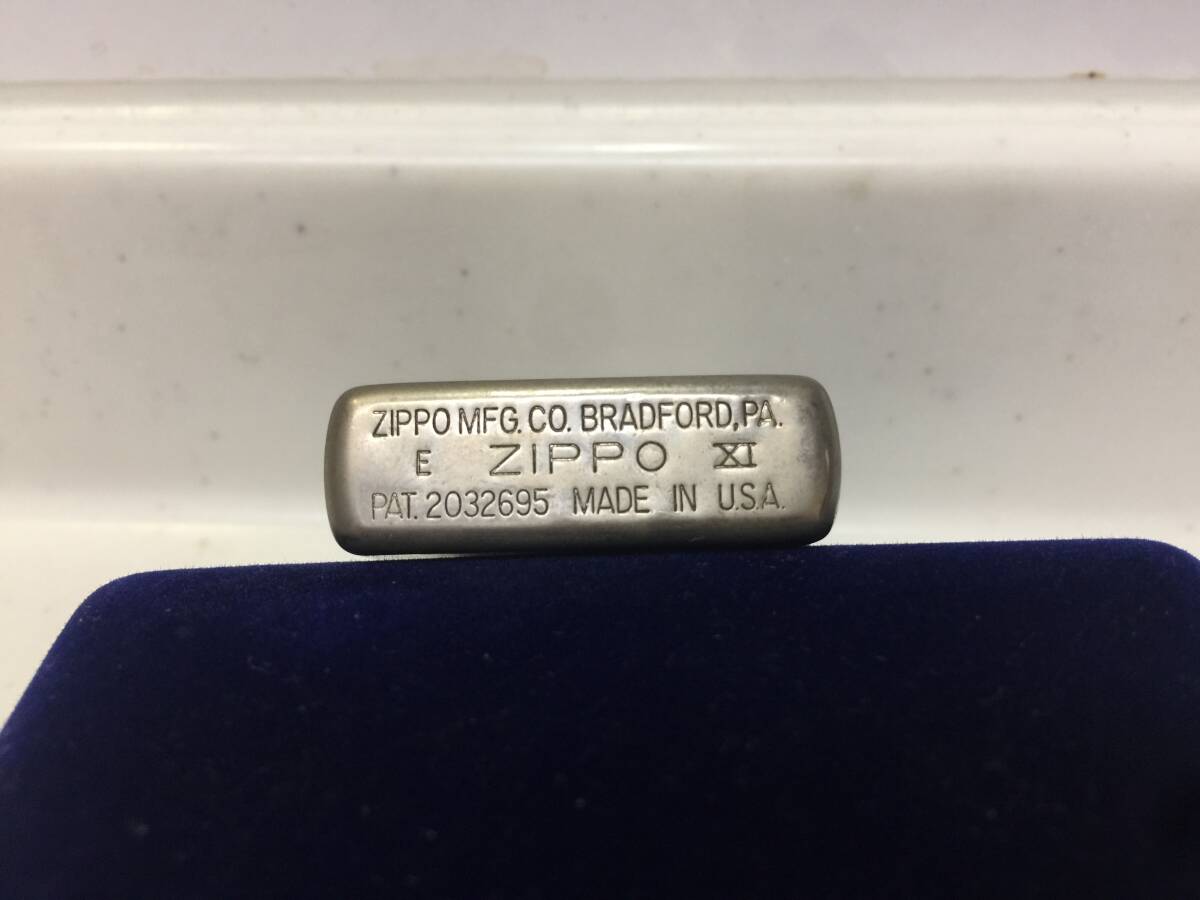 ZIPPO MFG. CO. BRADFORD, PA.
E ZIPPO XI
PAT. 2032695 MADE IN U.S.A.